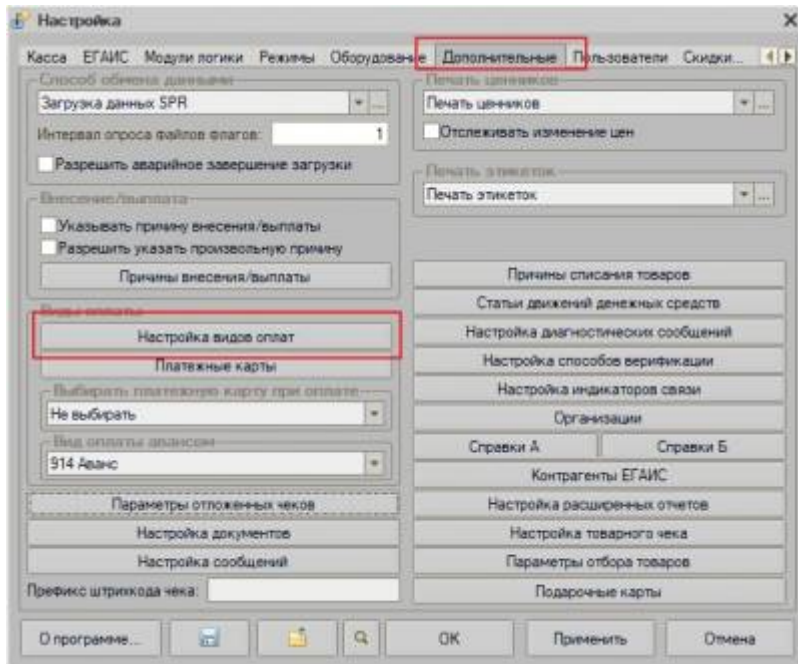 Настройка
Касса ЕГАИС Модули логики Режимы Оборудование Дополнительные Пользователи Скидки...
Способ обмена данными
Загрузка данных SPR
Интервал опроса файлов флагов: 1
Разрешить аварийное завершение загрузки
Внесение/выплата
Указывать причину внесения/выплаты
Разрешить указать произвольную причину
Причины внесения/выплаты
Виды оплаты
Настройка видов оплат
Платежные карты
Выбирать платежную карту при оплате
Не выбирать
Вид оплаты авансом
914 Аванс
Параметры отложенных чеков
Настройка документов
Настройка сообщений
Префикс штрихкода чека:
Печать ценников
Печать ценников
Отслеживать изменение цен
Печать этикеток
Печать этикеток
Причины списания товаров
Статьи движений денежных средств
Настройка диагностических сообщений
Настройка способов верификации
Настройка индикаторов связи
Организации
Справки А Справки Б
Контрагенты ЕГАИС
Настройка расширенных отчетов
Настройка товарного чека
Параметры отбора товаров
Подарочные карты
О программе... ОК Применить Отмена